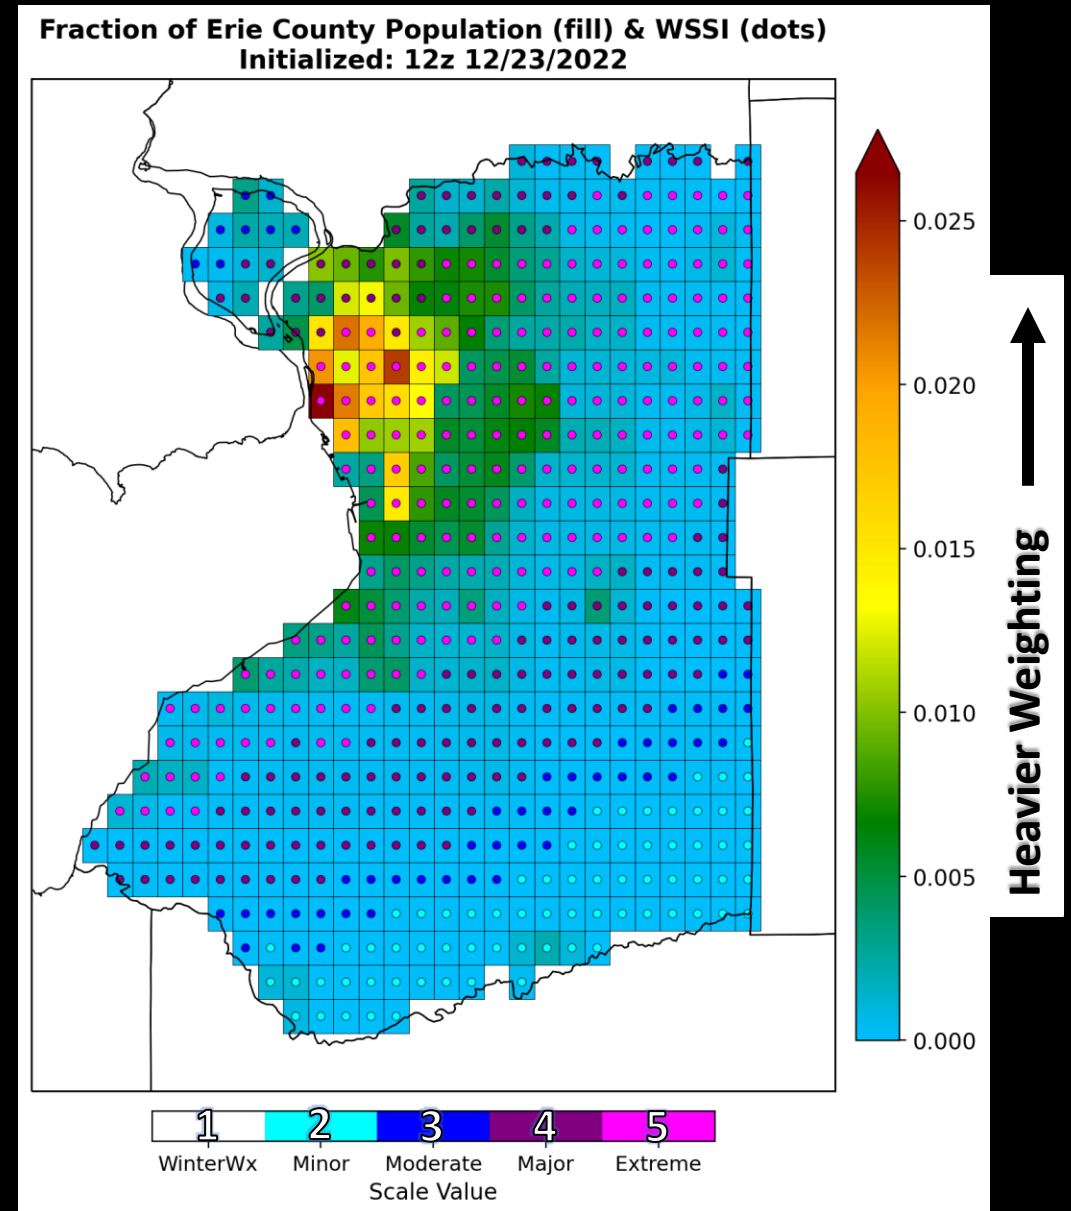 Fraction of Erie County Population (fill) & WSSI (dots)
Initialized: 12z 12/23/2022
0.025
0.020
0.015
0.010
0.005
0.000
Heavier Weighting
1 2 3 4 5
WinterWx Minor Moderate Major Extreme
Scale Value